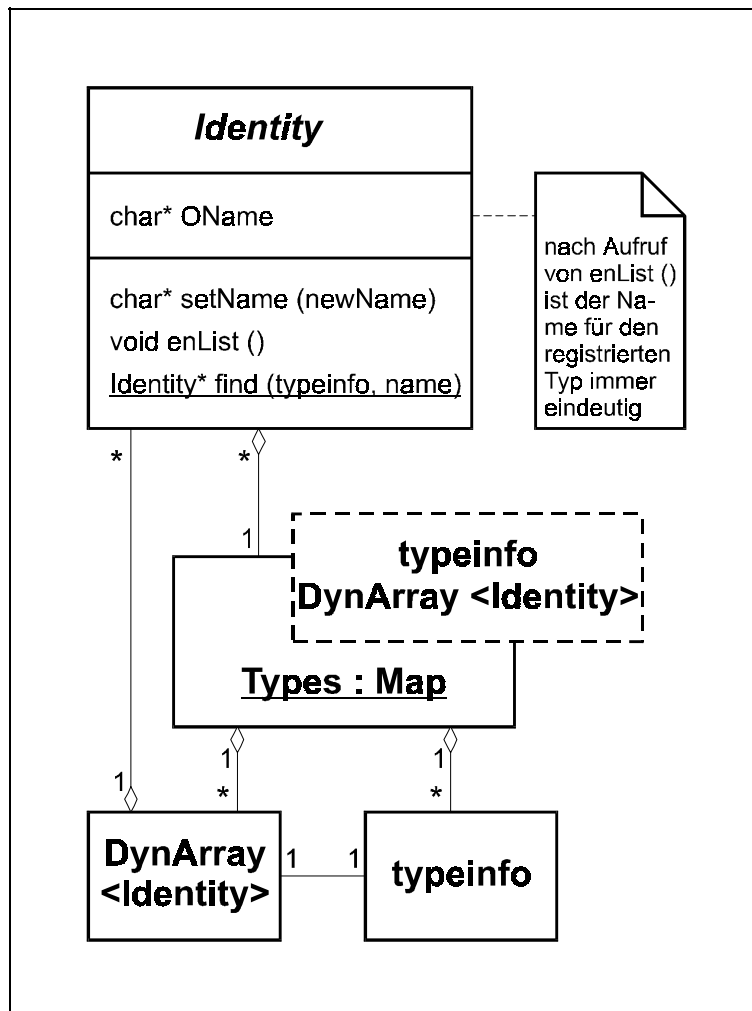 Identity
char* OName
char* setName (newName)
void enList ()
Identity* find (typeinfo, name)
nach Aufruf
von enList ()
ist der Na-
me für den
registrierten
Typ immer
eindeutig
*
*
1
typeinfo
DynArray <Identity>
Types : Map
1
1
1
*
*
DynArray
<Identity>
1
1
typeinfo